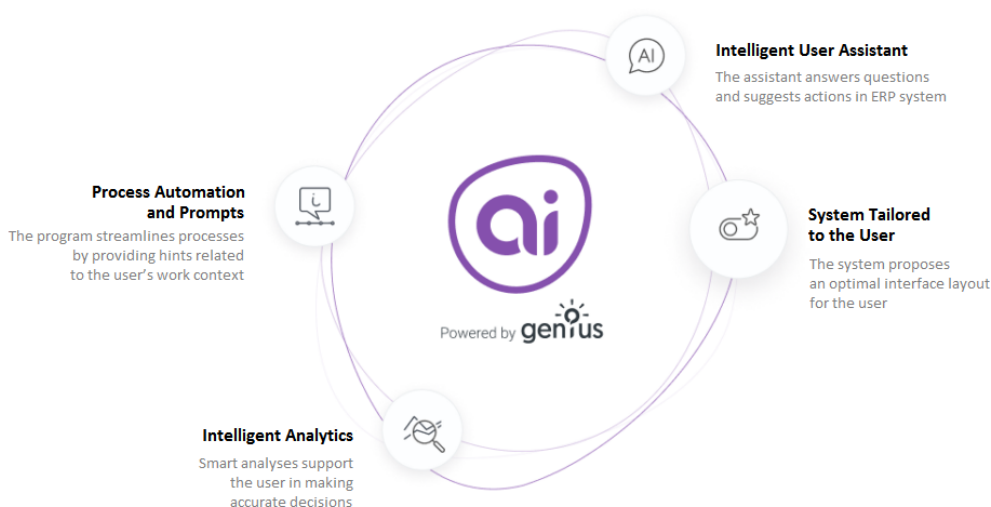 AI
Intelligent User Assistant
The assistant answers questions
and suggests actions in ERP system
Process Automation
and Prompts
The program streamlines processes
by providing hints related
to the user's work context
i
ai
Powered by genius
System Tailored
to the User
The system proposes
an optimal interface layout
for the user
Intelligent Analytics
Smart analyses support
the user in making
accurate decisions